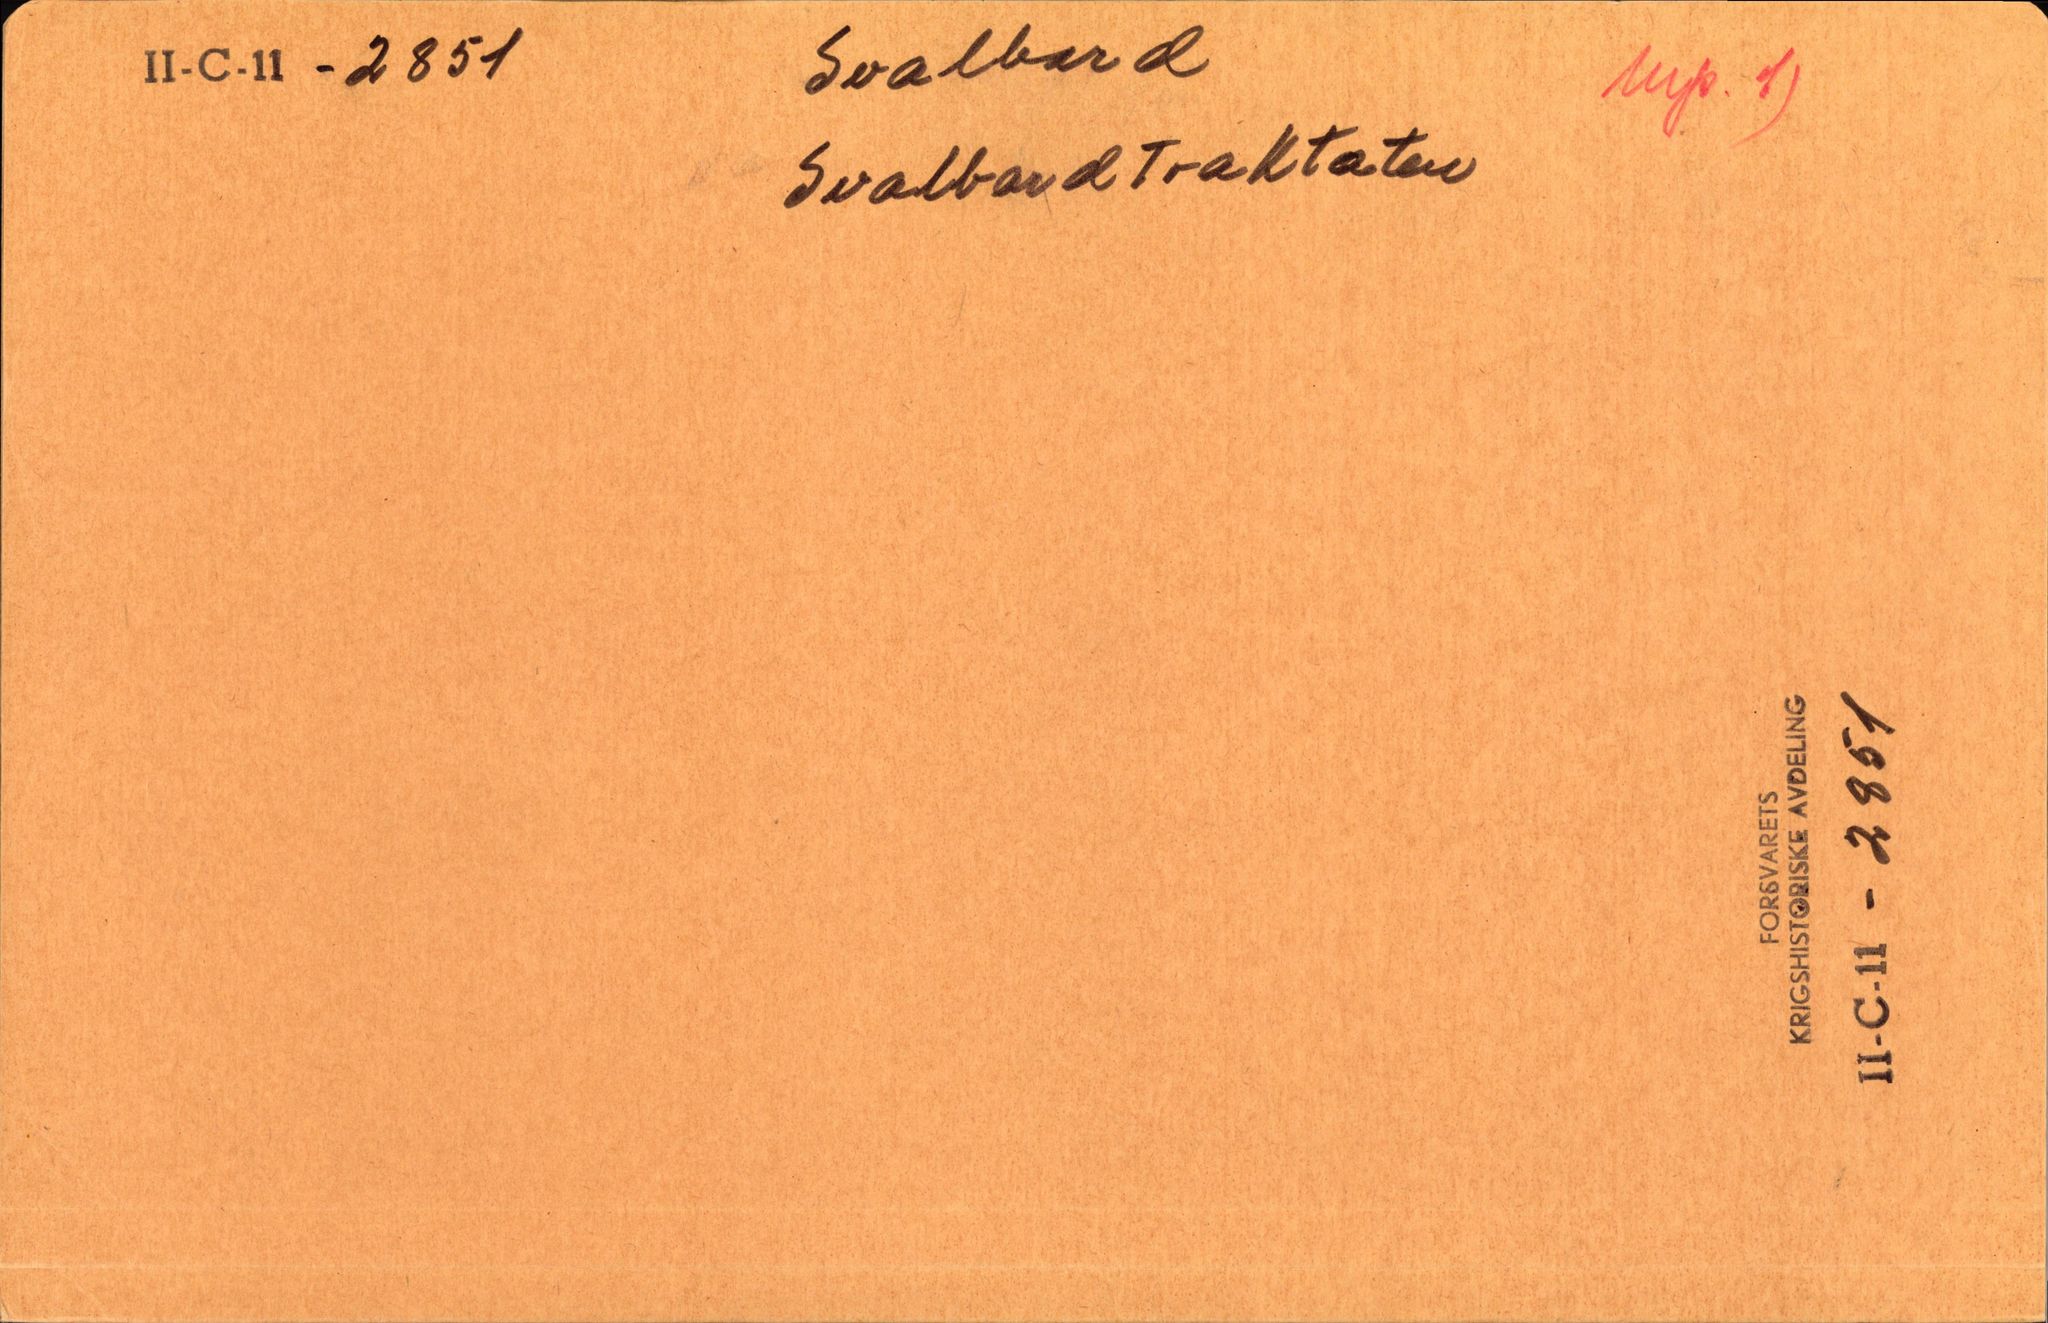 II-C-11 - 2851
Svalbard
Svalbard Traktaten
FORSVARETS
KRIGSHISTORISKE AVDELING
II-C-11 - 2851